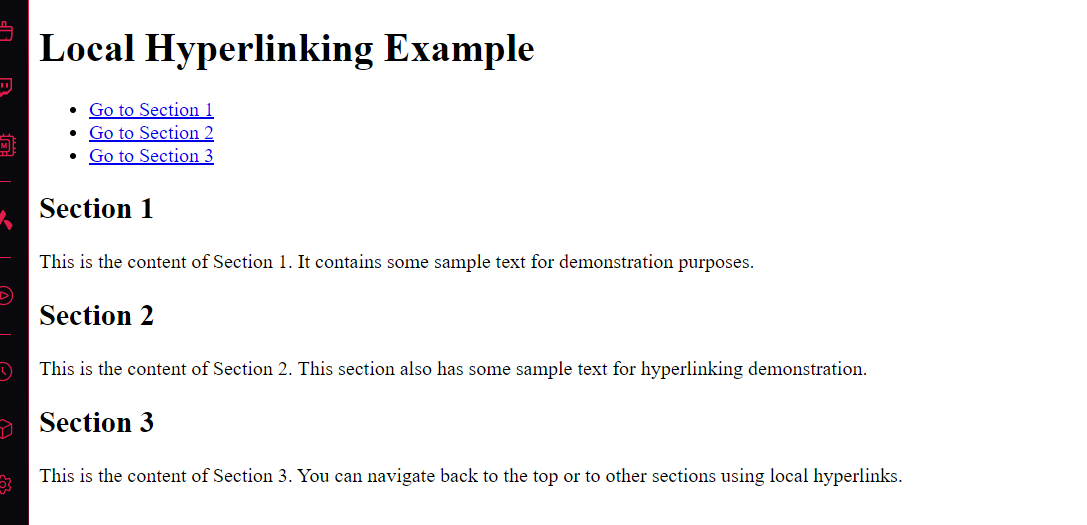 Local Hyperlinking Example
Go to Section 1
Go to Section 2
Go to Section 3
Section 1
This is the content of Section 1. It contains some sample text for demonstration purposes.
Section 2
This is the content of Section 2. This section also has some sample text for hyperlinking demonstration.
Section 3
This is the content of Section 3. You can navigate back to the top or to other sections using local hyperlinks.